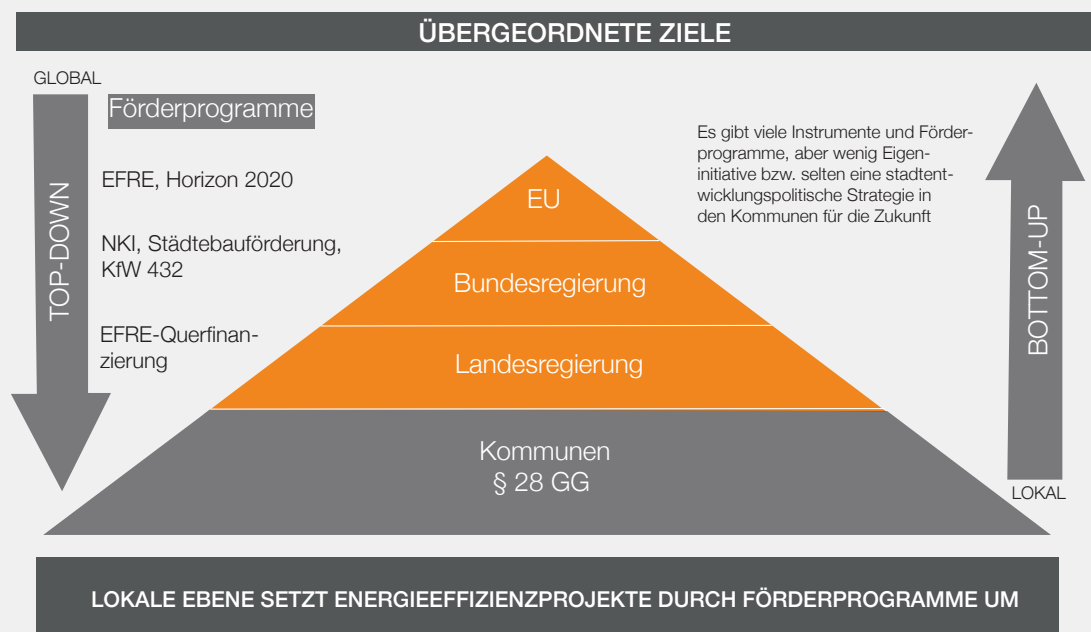 ÜBERGEORDNETE ZIELE
GLOBAL
Förderprogramme
TOP-DOWN
EFRE, Horizon 2020
NKI, Städtebauförderung,
KfW 432
EFRE-Querfinan-
zierung
EU
Bundesregierung
Landesregierung
Kommunen
§ 28 GG
Es gibt viele Instrumente und Förder-
programme, aber wenig Eigen-
initiative bzw. selten eine stadtent-
wicklungspolitische Strategie in
den Kommunen für die Zukunft
BOTTOM-UP
LOKAL
LOKALE EBENE SETZT ENERGIEEFFIZIENZPROJEKTE DURCH FÖRDERPROGRAMME UM